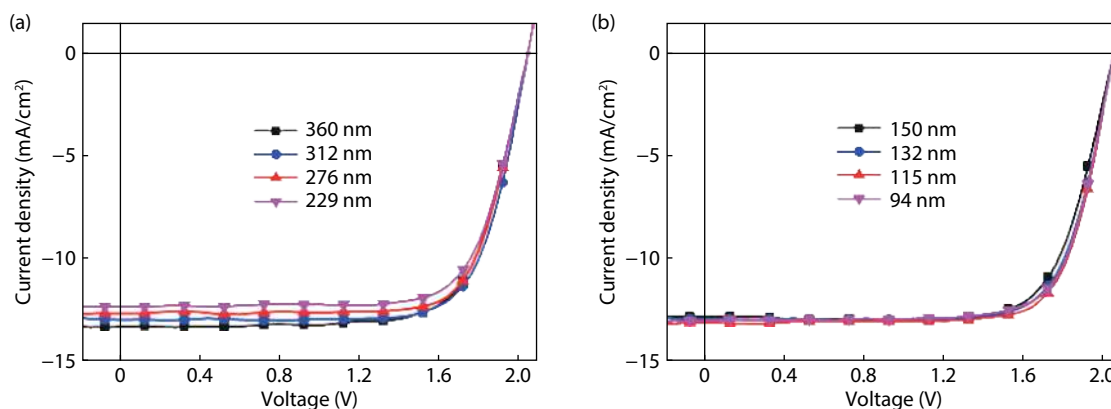 (a)
Current density (mA/cm²)
0
−5
−10
−15
360 nm
312 nm
276 nm
229 nm
0
0.4
0.8
1.2
1.6
2.0
Voltage (V)
(b)
Current density (mA/cm²)
0
−5
−10
−15
150 nm
132 nm
115 nm
94 nm
0
0.4
0.8
1.2
1.6
2.0
Voltage (V)